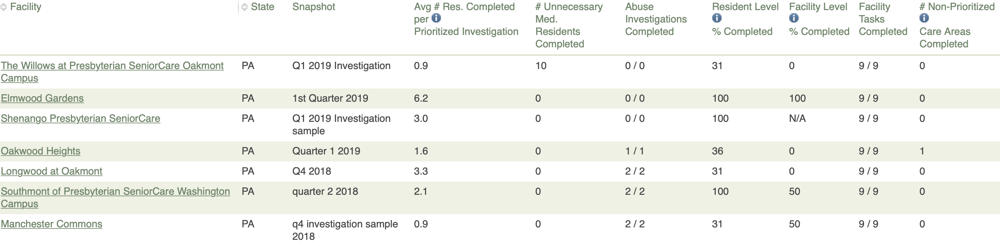 Facility State Snapshot Avg # Res. Completed per Prioritized Investigation # Unnecessary Med. Residents Completed Abuse Investigations Completed Resident Level % Completed Facility Level % Completed Facility Tasks Completed # Non-Prioritized Care Areas Completed
The Willows at Presbyterian SeniorCare Oakmont Campus PA Q1 2019 Investigation 0.9 10 0 / 0 31 0 9 / 9 0
Elmwood Gardens PA 1st Quarter 2019 6.2 0 0 / 0 100 100 9 / 9 0
Shenango Presbyterian SeniorCare PA Q1 2019 Investigation sample 3.0 0 0 / 0 100 N/A 9 / 9 0
Oakwood Heights PA Quarter 1 2019 1.6 0 1 / 1 36 0 9 / 9 1
Longwood at Oakmont PA Q4 2018 3.3 0 2 / 2 31 0 9 / 9 0
Southmont of Presbyterian SeniorCare Washington Campus PA quarter 2 2018 2.1 0 2 / 2 100 50 9 / 9 0
Manchester Commons PA q4 investigation sample 2018 0.9 0 2 / 2 31 50 9 / 9 0